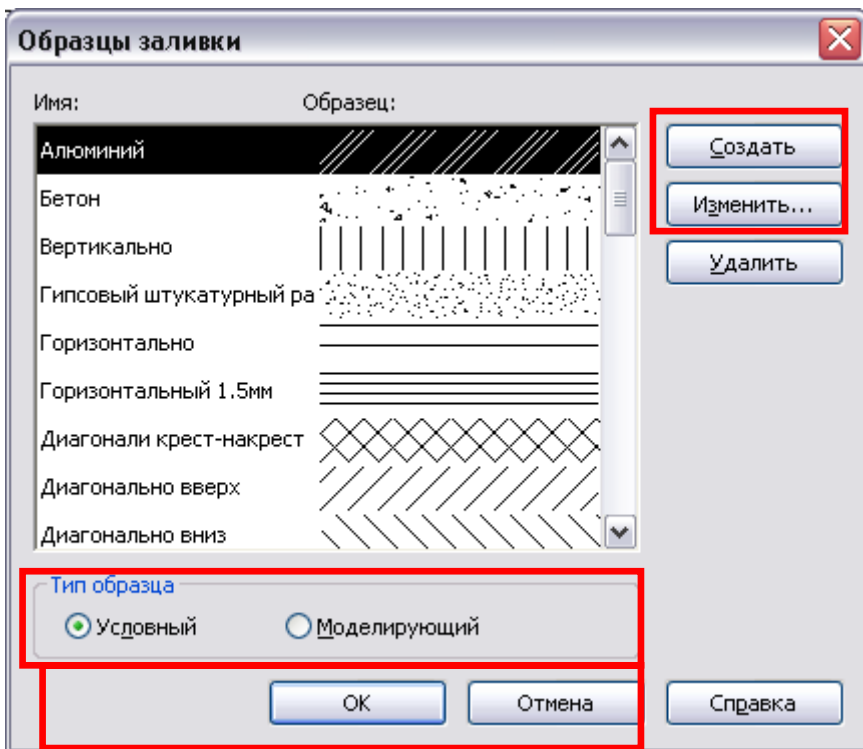 Образцы заливки
Имя: Образец:
Алюминий
Бетон
Вертикально
Гипсовый штукатурный ра
Горизонтально
Горизонтальный 1.5мм
Диагонали крест-накрест
Диагонально вверх
Диагонально вниз
Создать
Изменить...
Удалить
Тип образца
Условный Моделирующий
ОК Отмена Справка